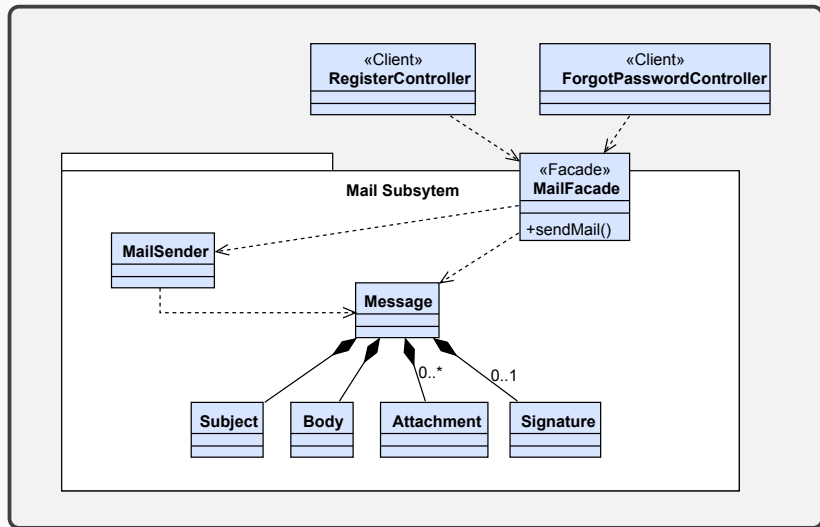 «Client»
RegisterController
«Client»
ForgotPasswordController
«Facade»
MailFacade
+sendMail()
Mail Subsytem
MailSender
Message
0..*
0..1
Subject
Body
Attachment
Signature